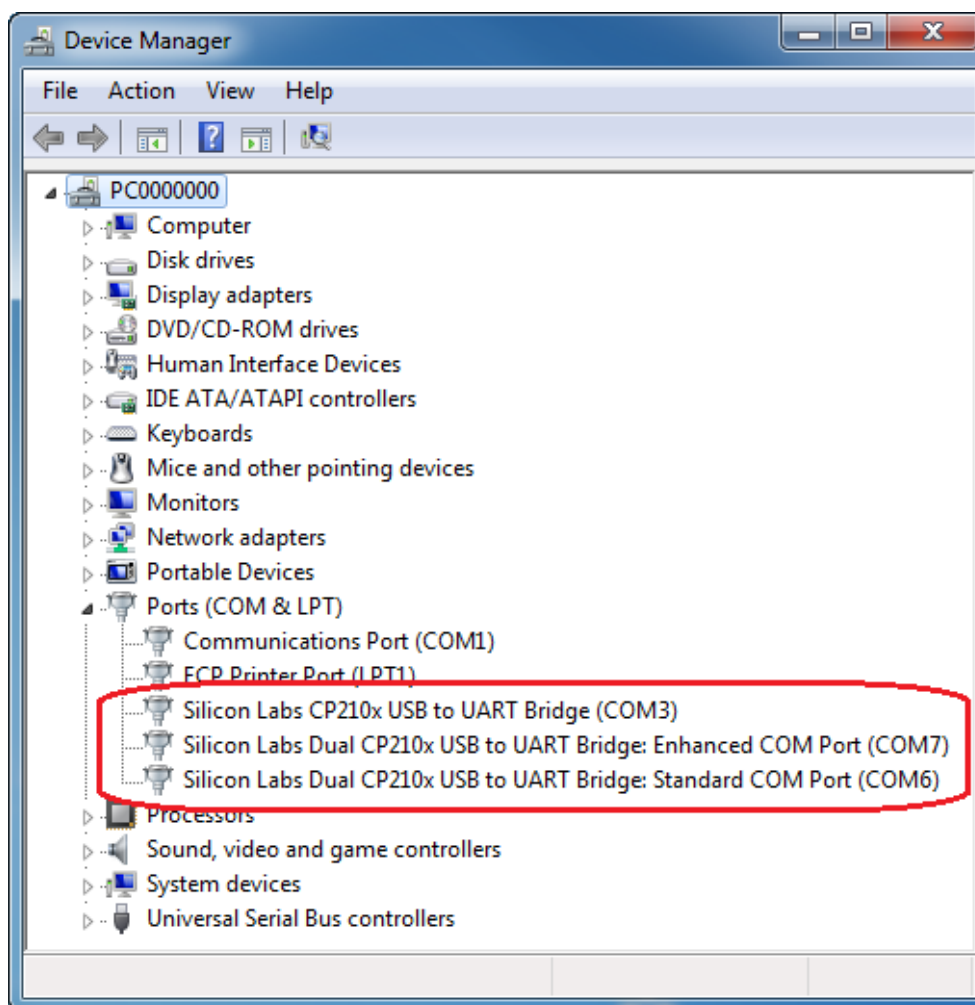 Device Manager
File Action View Help
PC0000000
Computer
Disk drives
Display adapters
DVD/CD-ROM drives
Human Interface Devices
IDE ATA/ATAPI controllers
Keyboards
Mice and other pointing devices
Monitors
Network adapters
Portable Devices
Ports (COM & LPT)
Communications Port (COM1)
ECP Printer Port (LPT1)
Silicon Labs CP210x USB to UART Bridge (COM3)
Silicon Labs Dual CP210x USB to UART Bridge: Enhanced COM Port (COM7)
Silicon Labs Dual CP210x USB to UART Bridge: Standard COM Port (COM6)
Processors
Sound, video and game controllers
System devices
Universal Serial Bus controllers